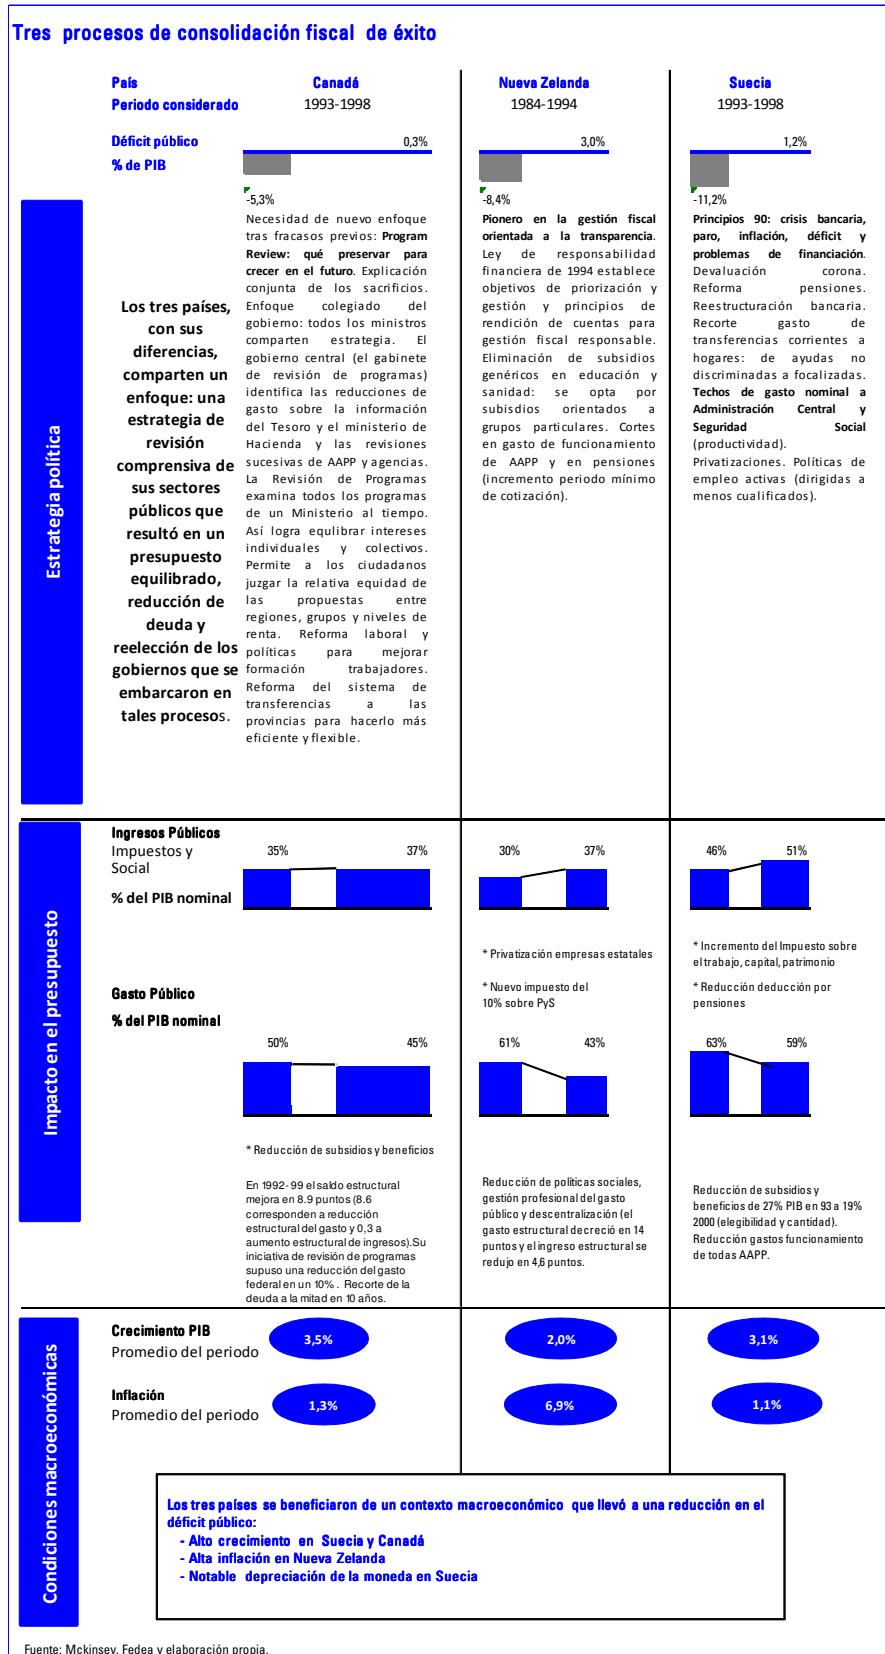 Tres procesos de consolidación fiscal de éxito
País
Canadá
Nueva Zelanda
Suecia
Periodo considerado
1993-1998
1984-1994
1993-1998
Déficit público
% de PIB
0,3%
3,0%
1,2%
-5,3%
-8,4%
-11,2%
Estrategia política
Los tres países,
con sus
diferencias,
comparten un
enfoque: una
estrategia de
revisión
comprensiva de
sus sectores
públicos que
resultó en un
presupuesto
equilibrado,
reducción de
deuda y
reelección de los
gobiernos que se
embarcaron en
tales procesos.
Necesidad de nuevo enfoque
tras fracasos previos: Program
Review: qué preservar para
crecer en el futuro. Explicación
conjunta de los sacrificios.
Enfoque colegiado del
gobierno: todos los ministros
comparten estrategia. El
gobierno central (el gabinete
de revisión de programas)
identifica las reducciones de
gasto sobre la información
del Tesoro y el ministerio de
Hacienda y las revisiones
sucesivas de AAPP y agencias.
La Revisión de Programas
examina todos los programas
de un Ministerio al tiempo.
Así logra equlibrar intereses
individuales y colectivos.
Permite a los ciudadanos
juzgar la relativa equidad de
las propuestas entre
regiones, grupos y niveles de
renta. Reforma laboral y
políticas para mejorar
formación trabajadores.
Reforma del sistema de
transferencias a las
provincias para hacerlo más
eficiente y flexible.
Pionero en la gestión fiscal
orientada a la transparencia.
Ley de responsabilidad
financiera de 1994 establece
objetivos de priorización y
gestión y principios de
rendición de cuentas para
gestión fiscal responsable.
Eliminación de subsidios
genéricos en educación y
sanidad: se opta por
subisdios orientados a
grupos particulares. Cortes
en gasto de funcionamiento
de AAPP y en pensiones
(incremento periodo mínimo
de cotización).
Principios 90: crisis bancaria,
paro, inflación, déficit y
problemas de financiación.
Devaluación corona.
Reforma pensiones.
Reestructuración bancaria.
Recorte gasto de
transferencias corrientes a
hogares: de ayudas no
discriminadas a focalizadas.
Techos de gasto nominal a
Administración Central y
Seguridad Social
(productividad).
Privatizaciones. Políticas de
empleo activas (dirigidas a
menos cualificados).
Impacto en el presupuesto
Ingresos Públicos
Impuestos y
Social
% del PIB nominal
35%
37%
30%
37%
46%
51%
* Privatización empresas estatales
* Nuevo impuesto del
10% sobre PyS
* Incremento del Impuesto sobre
el trabajo, capital, patrimonio
* Reducción deducción por
pensiones
Gasto Público
% del PIB nominal
50%
45%
61%
43%
63%
59%
* Reducción de subsidios y beneficios
En 1992-99 el saldo estructural
mejora en 8.9 puntos (8.6
corresponden a reducción
estructural del gasto y 0,3 a
aumento estructural de ingresos).Su
iniciativa de revisión de programas
supuso una reducción del gasto
federal en un 10% . Recorte de la
deuda a la mitad en 10 años.
Reducción de políticas sociales,
gestión profesional del gasto
público y descentralización (el
gasto estructural decreció en 14
puntos y el ingreso estructural se
redujo en 4,6 puntos.
Reducción de subsidios y
beneficios de 27% PIB en 93 a 19%
2000 (elegibilidad y cantidad).
Reducción gastos funcionamiento
de todas AAPP.
Condiciones macroeconómicas
Crecimiento PIB
Promedio del periodo
3,5%
2,0%
3,1%
Inflación
Promedio del periodo
1,3%
6,9%
1,1%
Los tres países se beneficiaron de un contexto macroeconómico que llevó a una reducción en el
déficit público:
- Alto crecimiento en Suecia y Canadá
- Alta inflación en Nueva Zelanda
- Notable depreciación de la moneda en Suecia
Fuente: Mckinsey, Fedea y elaboración propia.